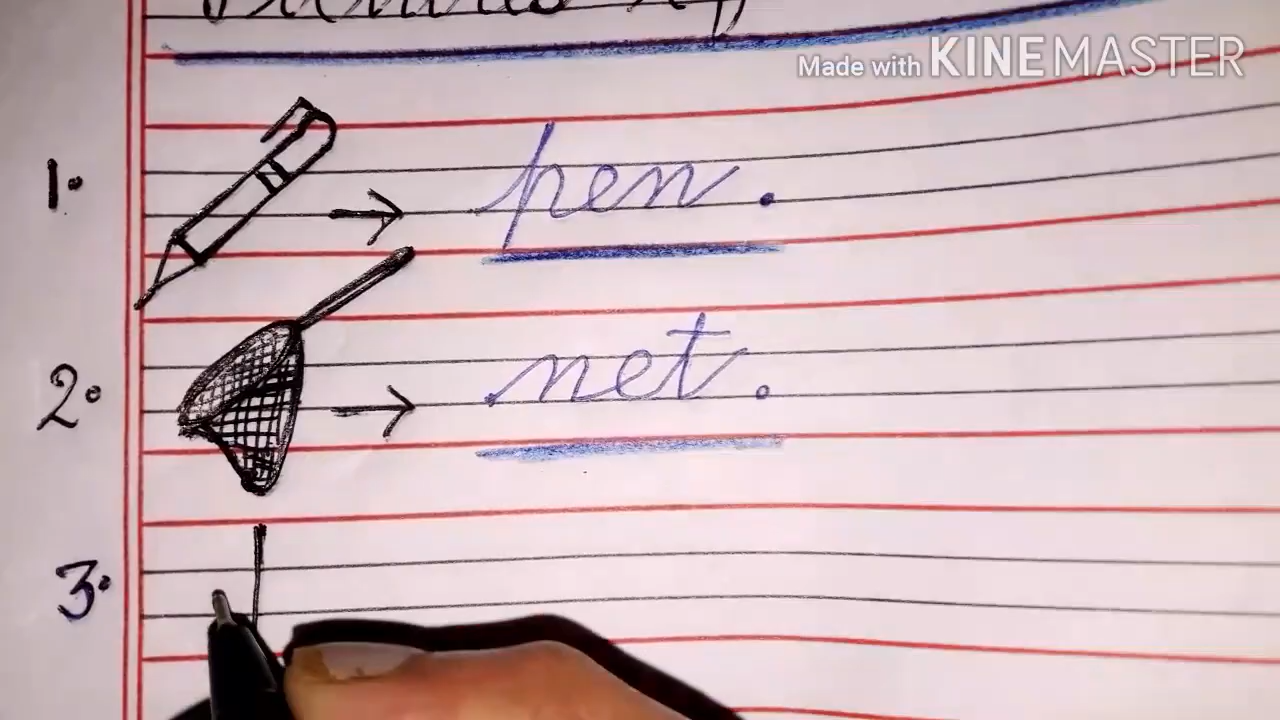 Made with KINEMASTER
1. → pen.
2. → net.
3.